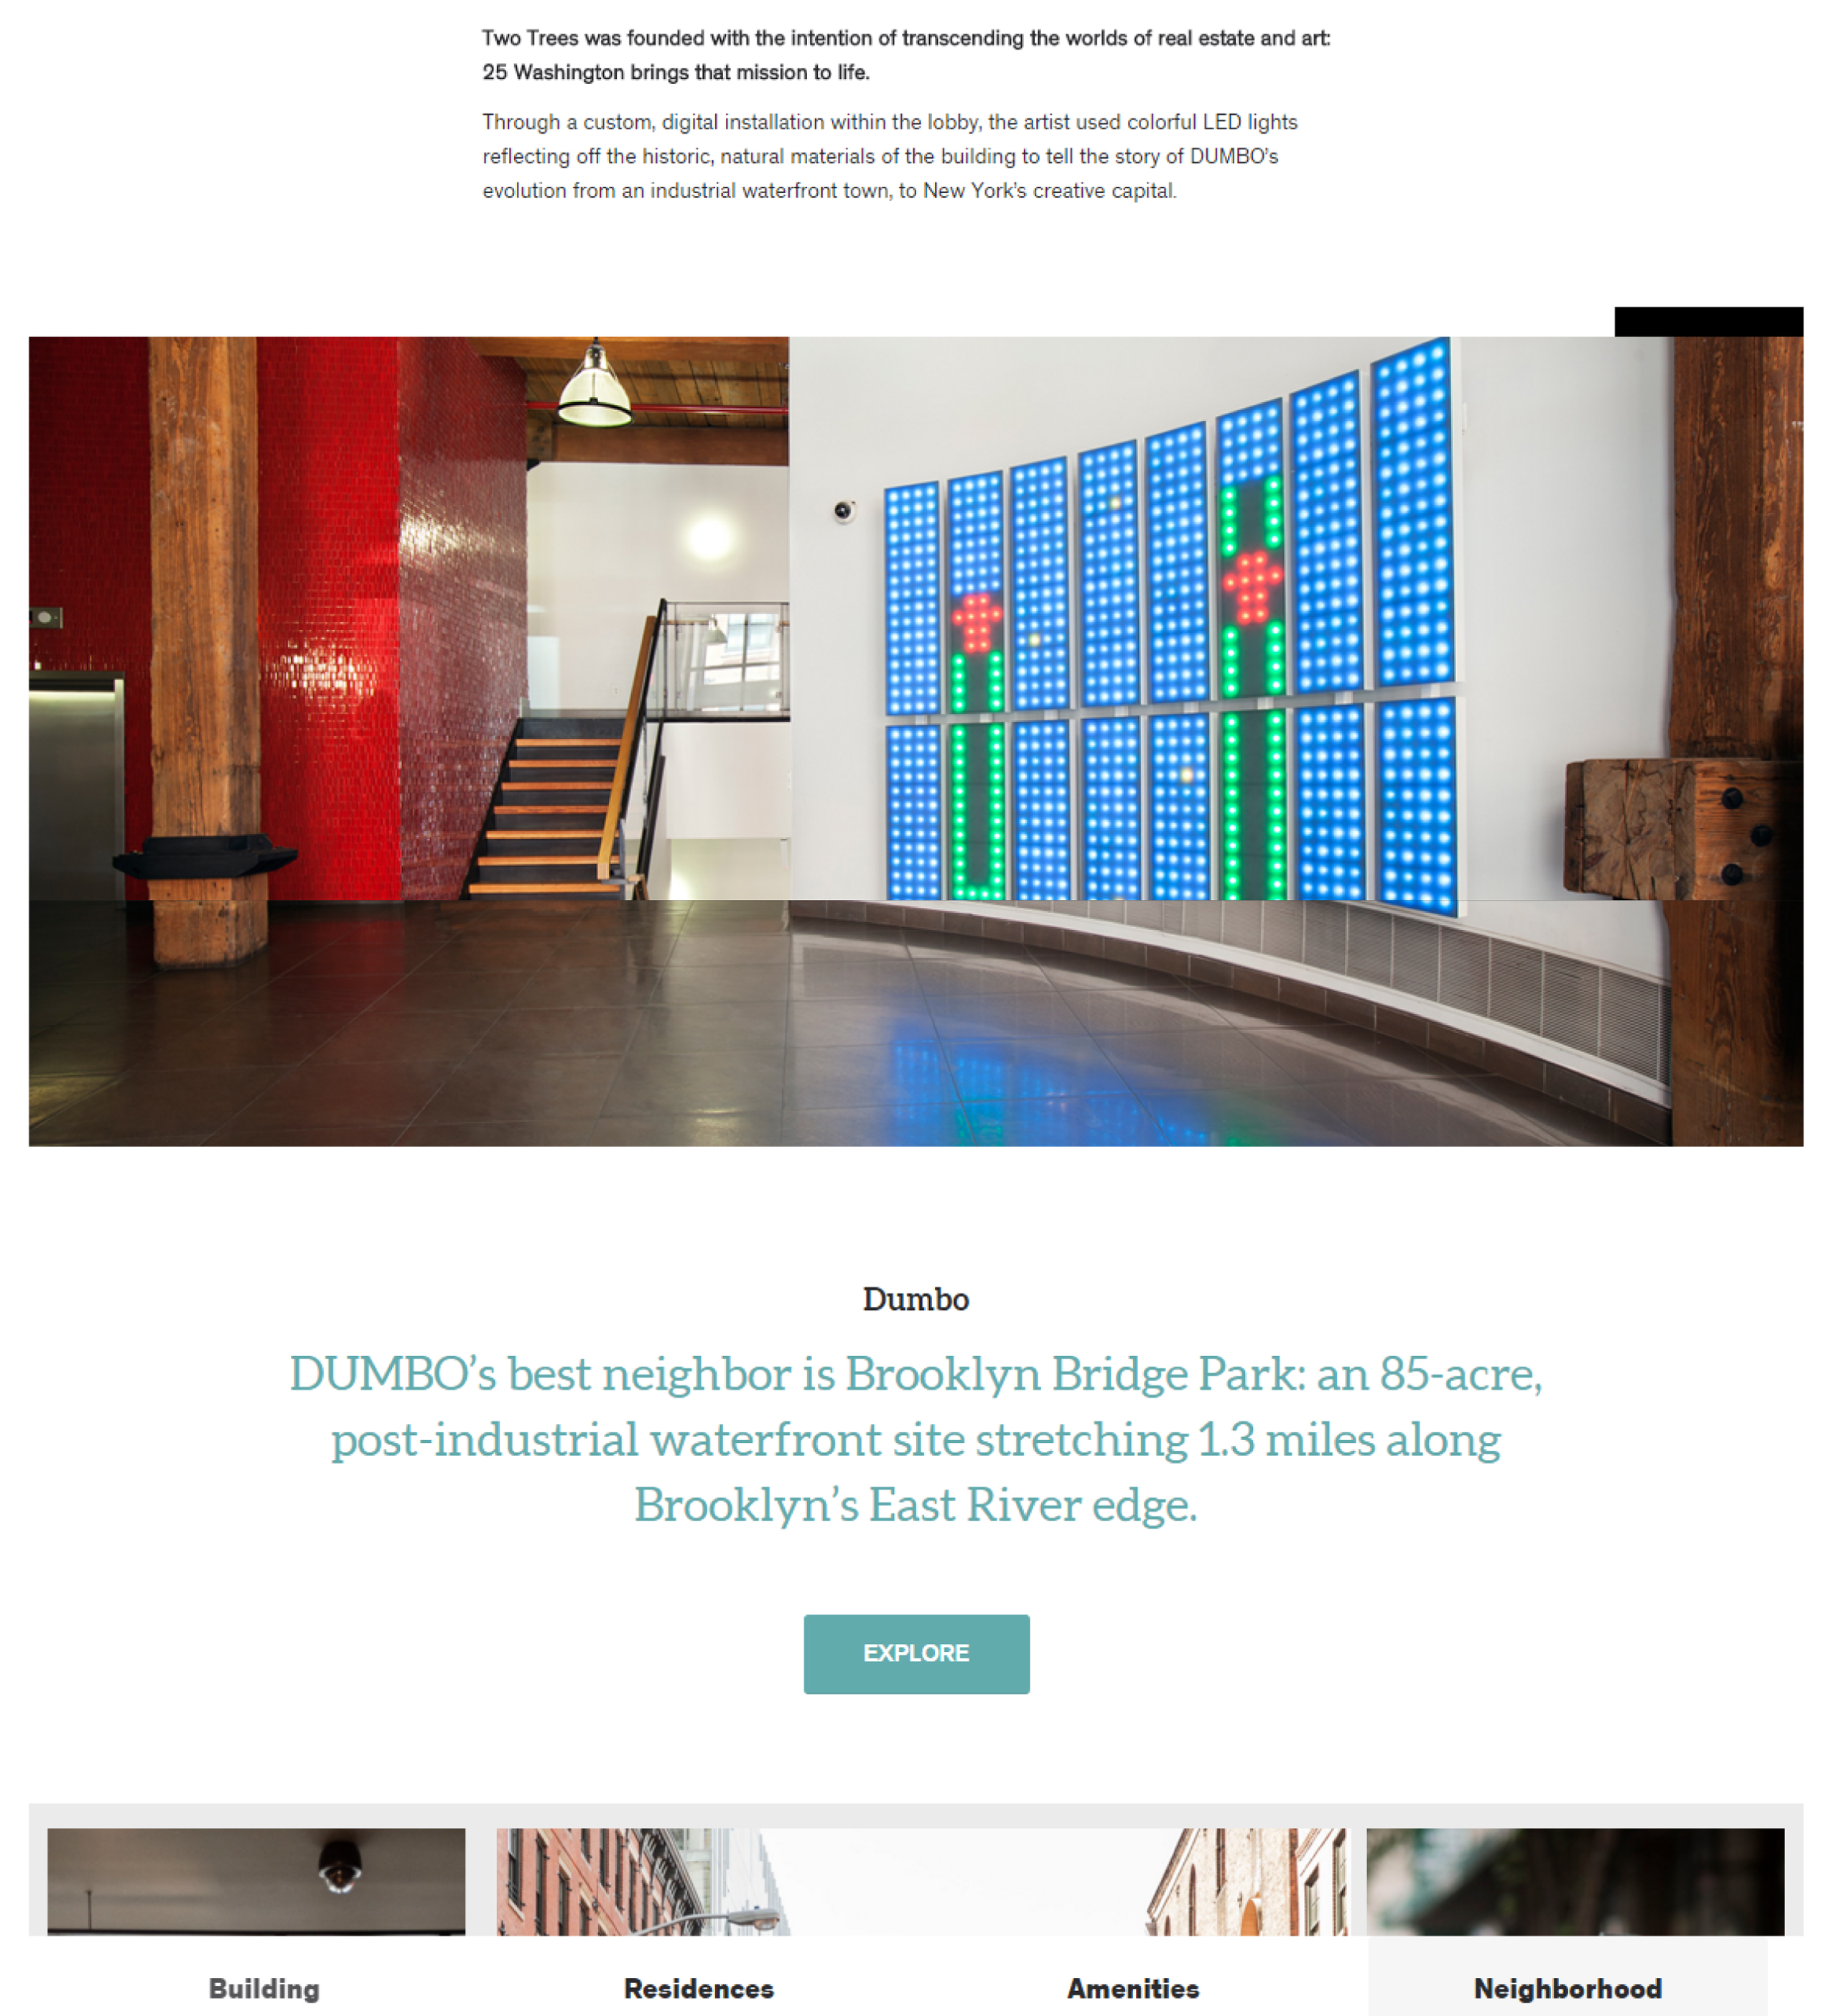 Two Trees was founded with the intention of transcending the worlds of real estate and art:
25 Washington brings that mission to life.
Through a custom, digital installation within the lobby, the artist used colorful LED lights
reflecting off the historic, natural materials of the building to tell the story of DUMBO’s
evolution from an industrial waterfront town, to New York’s creative capital.
Dumbo
DUMBO’s best neighbor is Brooklyn Bridge Park: an 85-acre,
post-industrial waterfront site stretching 1.3 miles along
Brooklyn’s East River edge.
EXPLORE
Building
Residences
Amenities
Neighborhood